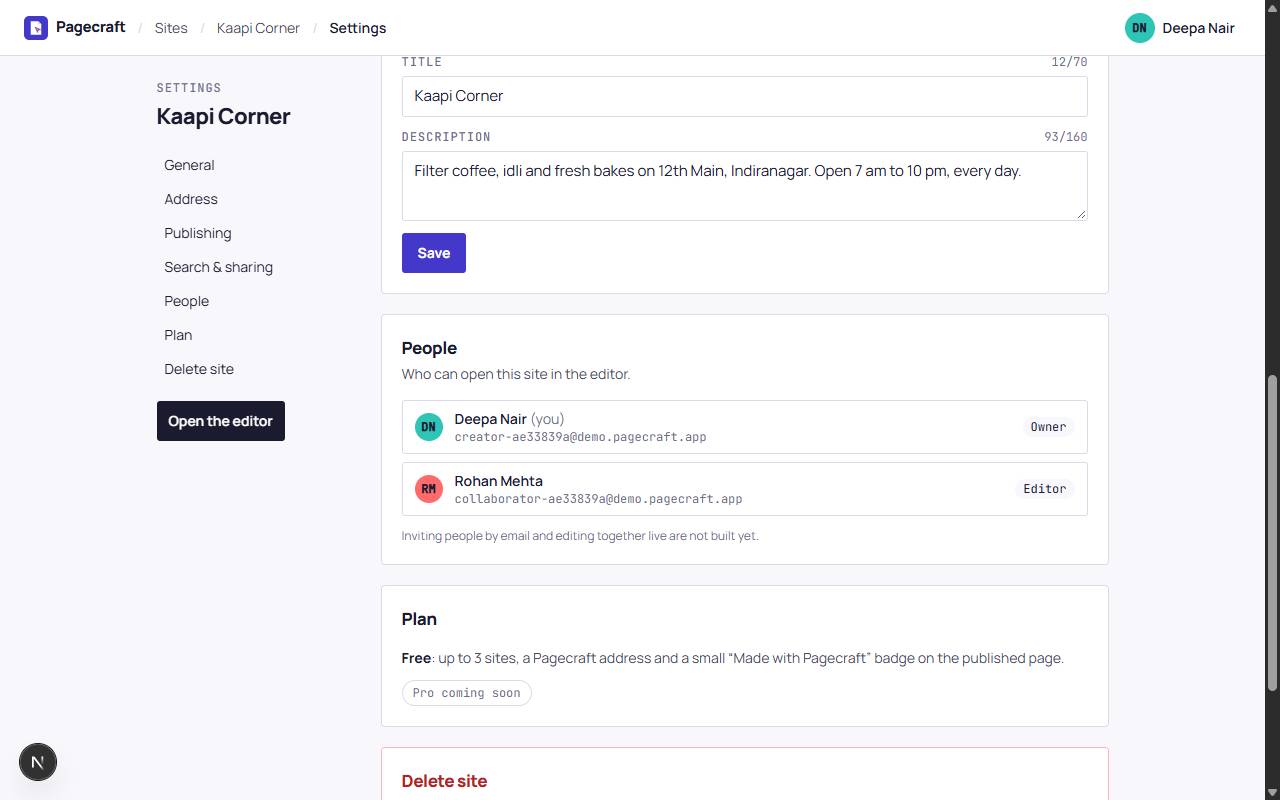 Pagecraft / Sites / Kaapi Corner / Settings
DN Deepa Nair
SETTINGS
Kaapi Corner
General
Address
Publishing
Search & sharing
People
Plan
Delete site
Open the editor
TITLE 12/70
Kaapi Corner
DESCRIPTION 93/160
Filter coffee, idli and fresh bakes on 12th Main, Indiranagar. Open 7 am to 10 pm, every day.
Save
People
Who can open this site in the editor.
DN Deepa Nair (you) Owner
creator-ae33839a@demo.pagecraft.app
RM Rohan Mehta Editor
collaborator-ae33839a@demo.pagecraft.app
Inviting people by email and editing together live are not built yet.
Plan
Free: up to 3 sites, a Pagecraft address and a small “Made with Pagecraft” badge on the published page.
Pro coming soon
Delete site
N